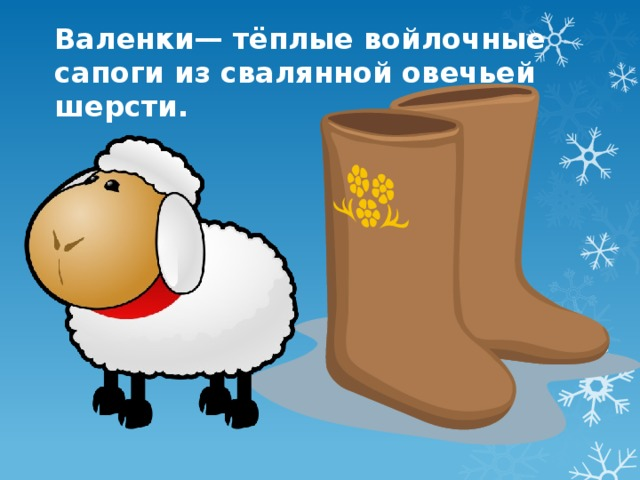 Валенки— тёплые войлочные
сапоги из свалянной овечьей
шерсти.